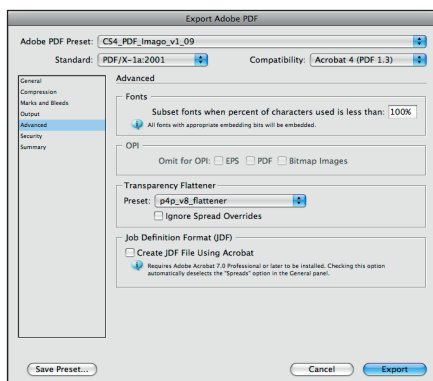 Export Adobe PDF
Adobe PDF Preset: CS4_PDF_Imago_v1_09
Standard: PDF/X-1a:2001 Compatibility: Acrobat 4 (PDF 1.3)
General
Compression
Marks and Bleeds
Output
Advanced
Security
Summary
Advanced
Fonts
Subset fonts when percent of characters used is less than: 100%
All fonts with appropriate embedding bits will be embedded.
OPI
Omit for OPI: EPS PDF Bitmap Images
Transparency Flattener
Preset: p4p_v8_flattener
Ignore Spread Overrides
Job Definition Format (JDF)
Create JDF File Using Acrobat
Requires Adobe Acrobat 7.0 Professional or later to be installed. Checking this option
automatically deselects the "Spreads" option in the General panel.
Save Preset... Cancel Export